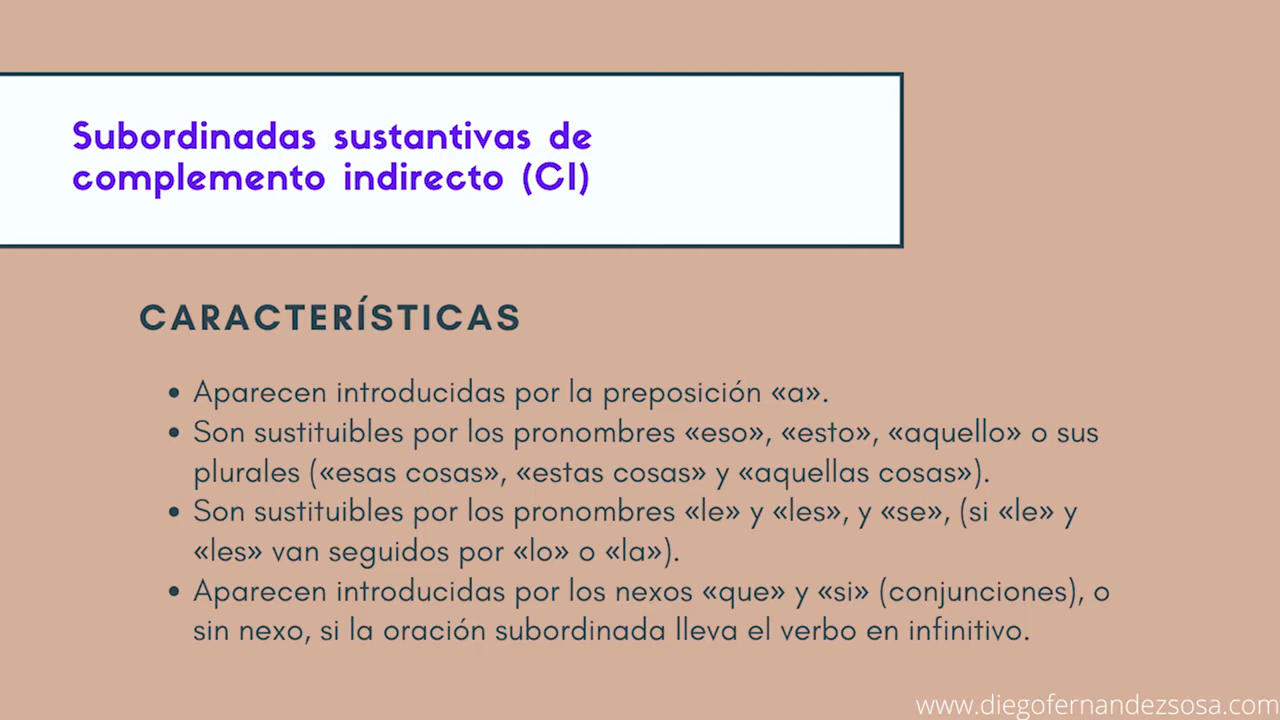 Subordinadas sustantivas de
complemento indirecto (CI)
CARACTERÍSTICAS
• Aparecen introducidas por la preposición «a».
• Son sustituibles por los pronombres «eso», «esto», «aquello» o sus
plurales («esas cosas», «estas cosas» y «aquellas cosas»).
• Son sustituibles por los pronombres «le» y «les», y «se», (si «le» y
«les» van seguidos por «lo» o «la»).
• Aparecen introducidas por los nexos «que» y «si» (conjunciones), o
sin nexo, si la oración subordinada lleva el verbo en infinitivo.
www.diegofernandezsosa.com